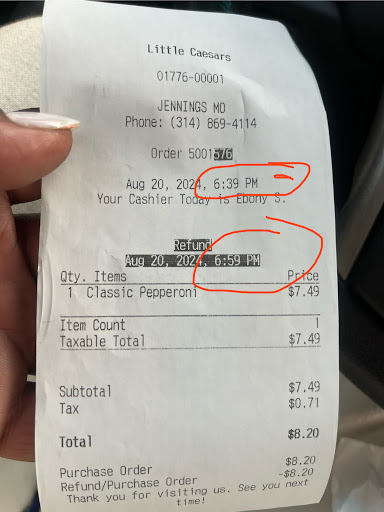 Little Caesars
01776-00001
JENNINGS MO
Phone: (314) 869-4114
Order 5001576
Aug 20, 2024, 6:39 PM
Your Cashier Today is Ebony S.
Refund
Aug 20, 2024, 6:59 PM
Qty. Items Price
1 Classic Pepperoni $7.49
Item Count 1
Taxable Total $7.49
Subtotal $7.49
Tax $0.71
Total $8.20
Purchase Order $8.20
Refund/Purchase Order -$8.20
Thank you for visiting us. See you next
time!